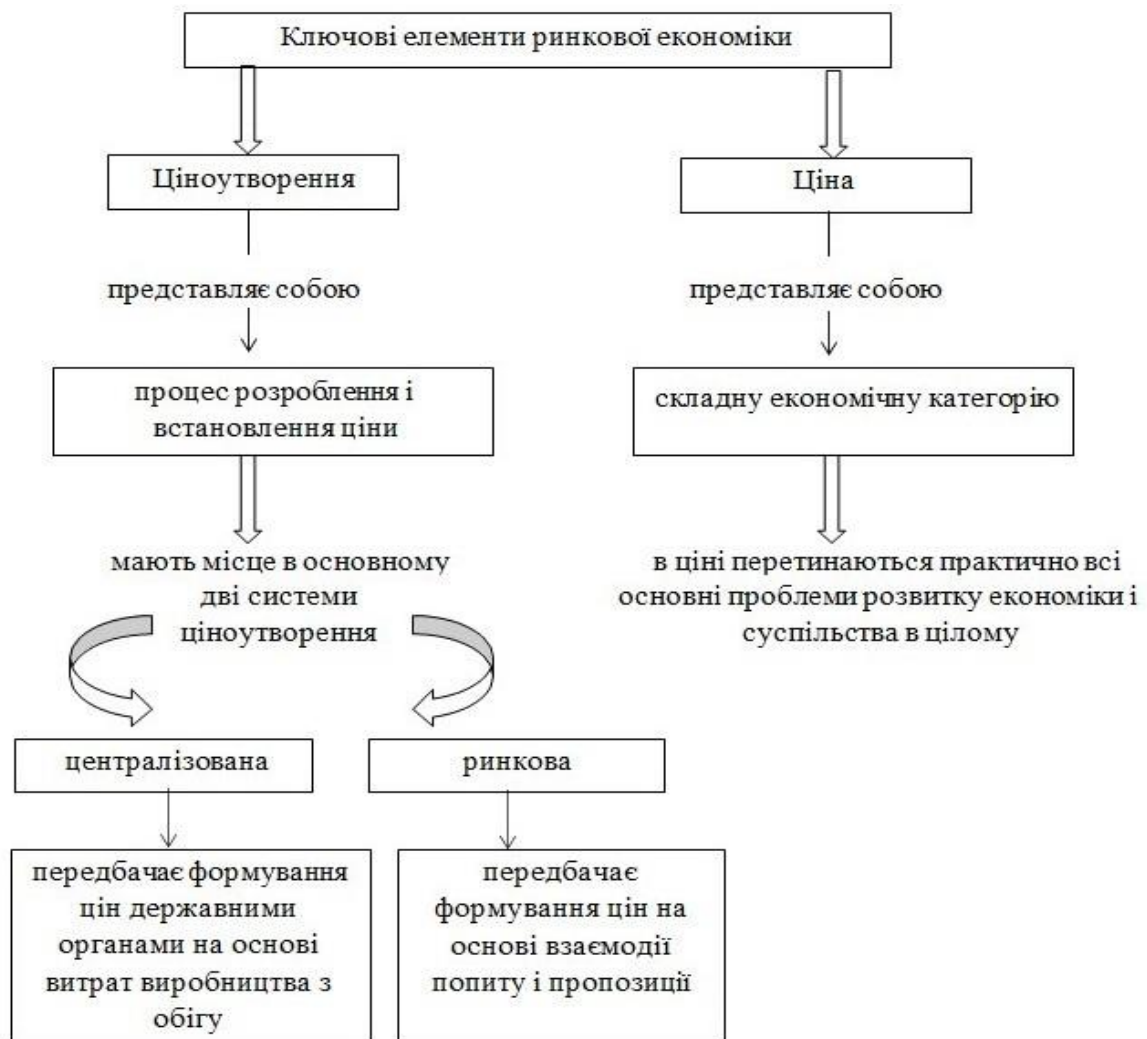 Ключові елементи ринкової економіки
Ціноутворення
Ціна
представляє собою
представляє собою
процес розроблення і
встановлення ціни
складну економічну категорію
мають місце в основному
дві системи
ціноутворення
в ціні перетинаються практично всі
основні проблеми розвитку економіки і
суспільства в цілому
централізована
ринкова
передбачає формування
цін державними
органами на основі
витрат виробництва з
обігу
передбачає
формування цін на
основі взаємодії
попиту і пропозиції